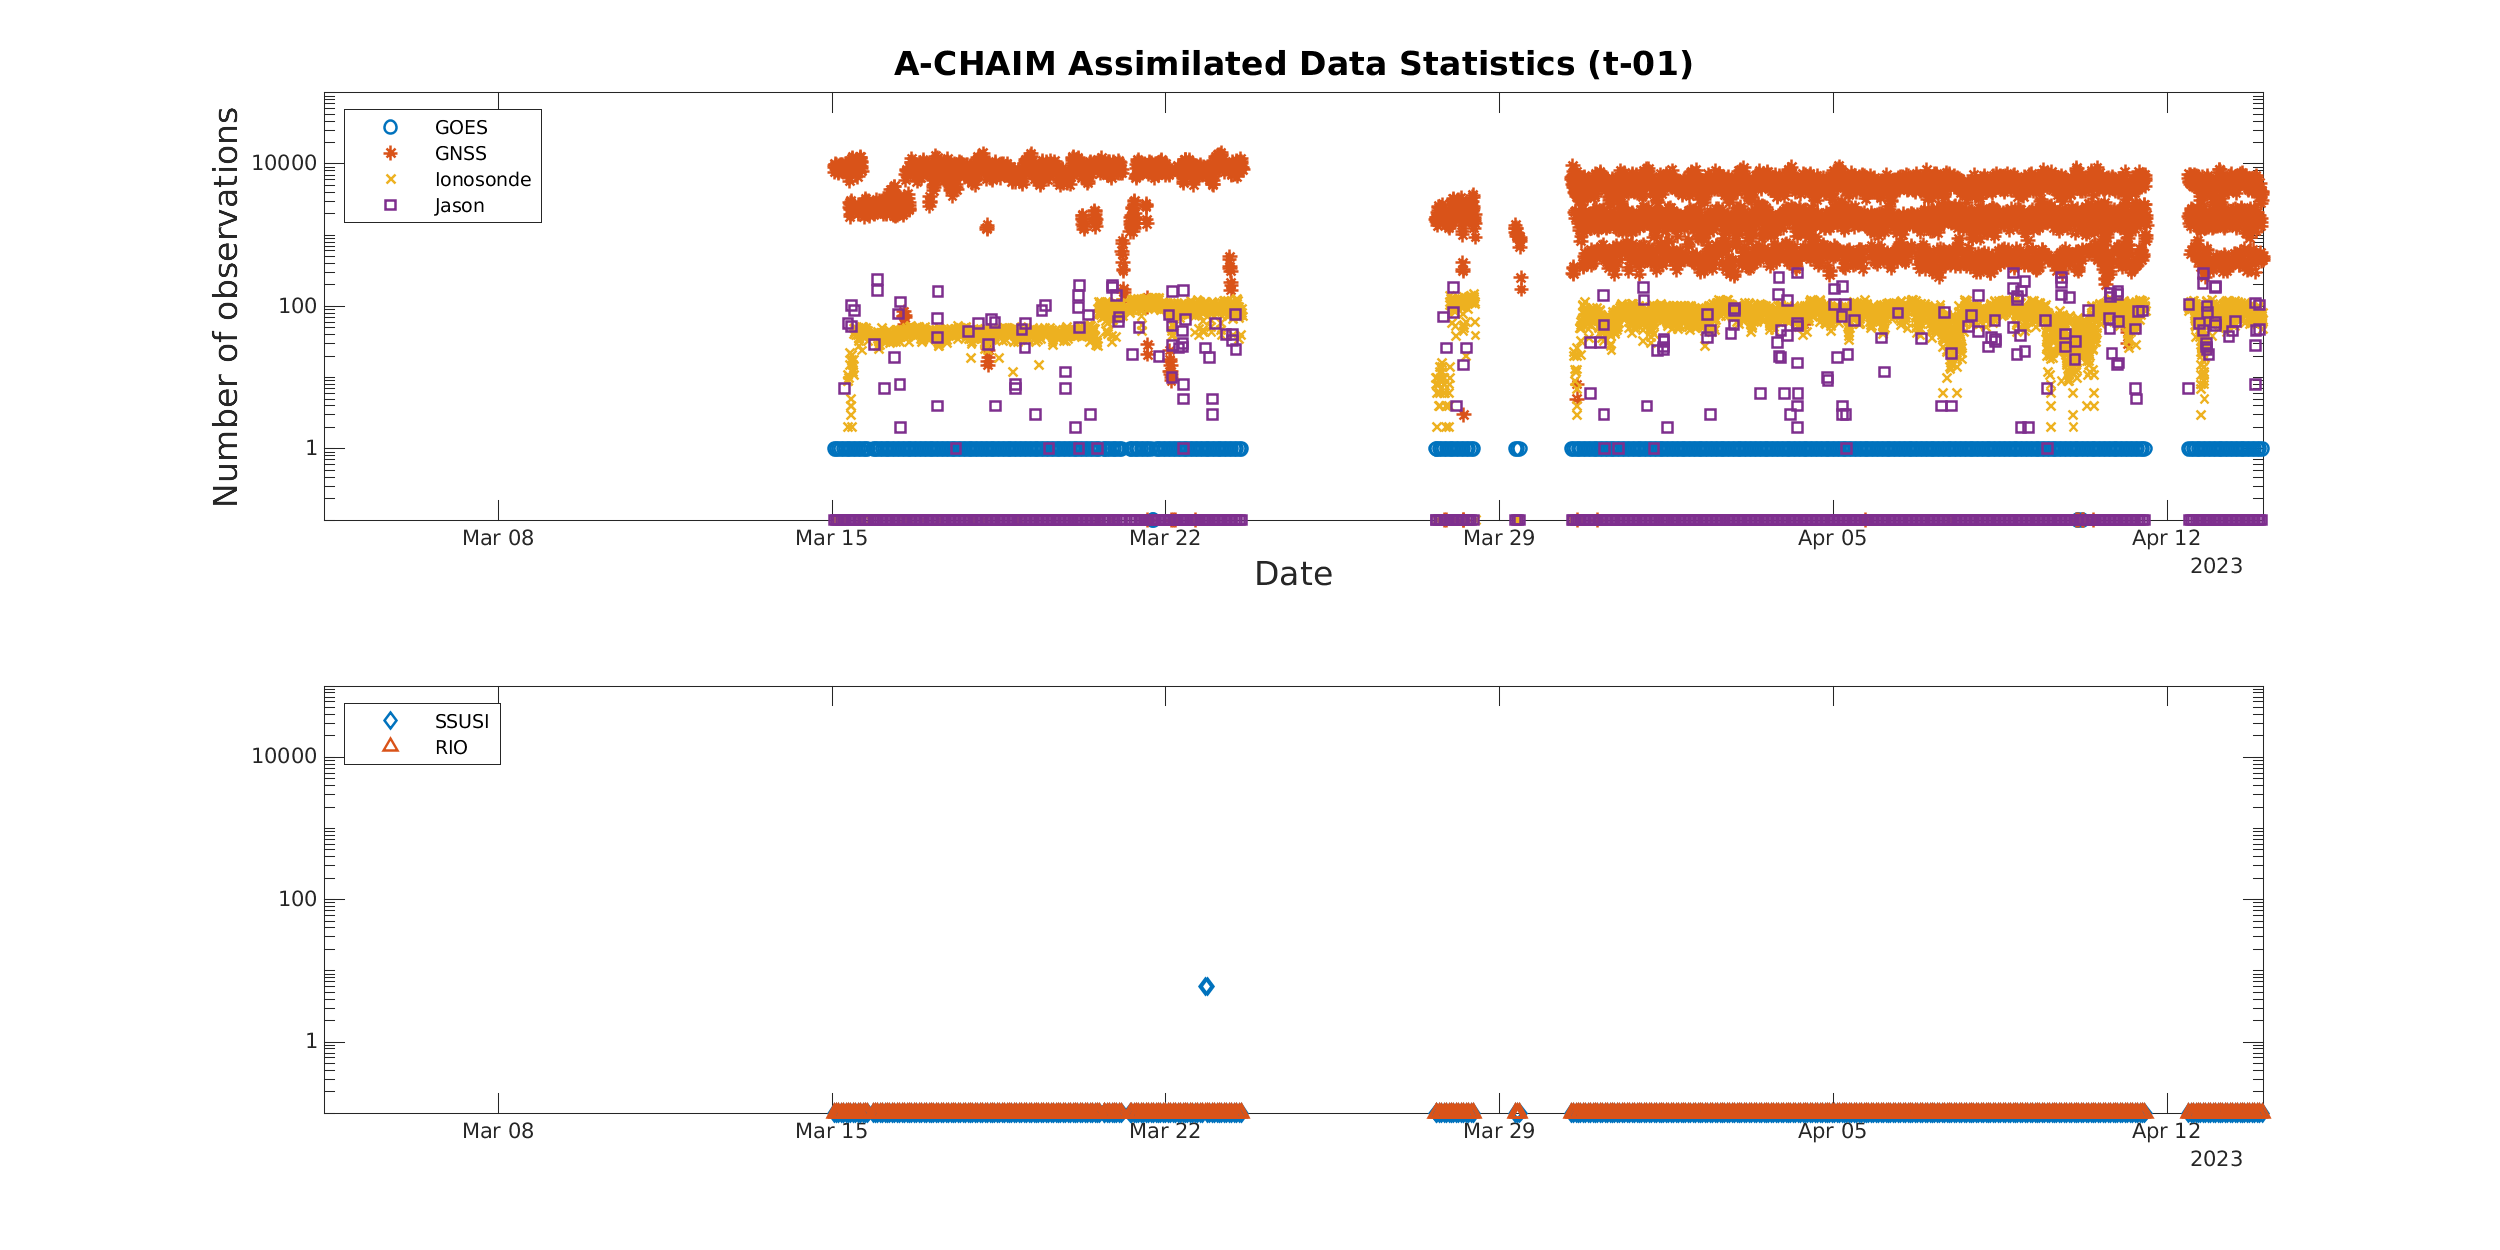 A-CHAIM Assimilated Data Statistics (t-01)
Number of observations
10000
100
1
GOES
GNSS
Ionosonde
Jason
Mar 08
Mar 15
Mar 22
Mar 29
Apr 05
Apr 12
2023
Date
10000
100
1
SSUSI
RIO
Mar 08
Mar 15
Mar 22
Mar 29
Apr 05
Apr 12
2023